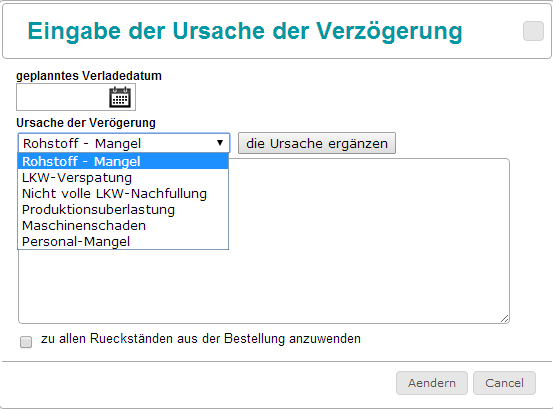 Eingabe der Ursache der Verzögerung
geplanntes Verladedatum
Ursache der Verögerung
Rohstoff - Mangel
die Ursache ergänzen
Rohstoff - Mangel
LKW-Verspatung
Nicht volle LKW-Nachfullung
Produktionsuberlastung
Maschinenschaden
Personal-Mangel
zu allen Rueckständen aus der Bestellung anzuwenden
Aendern
Cancel